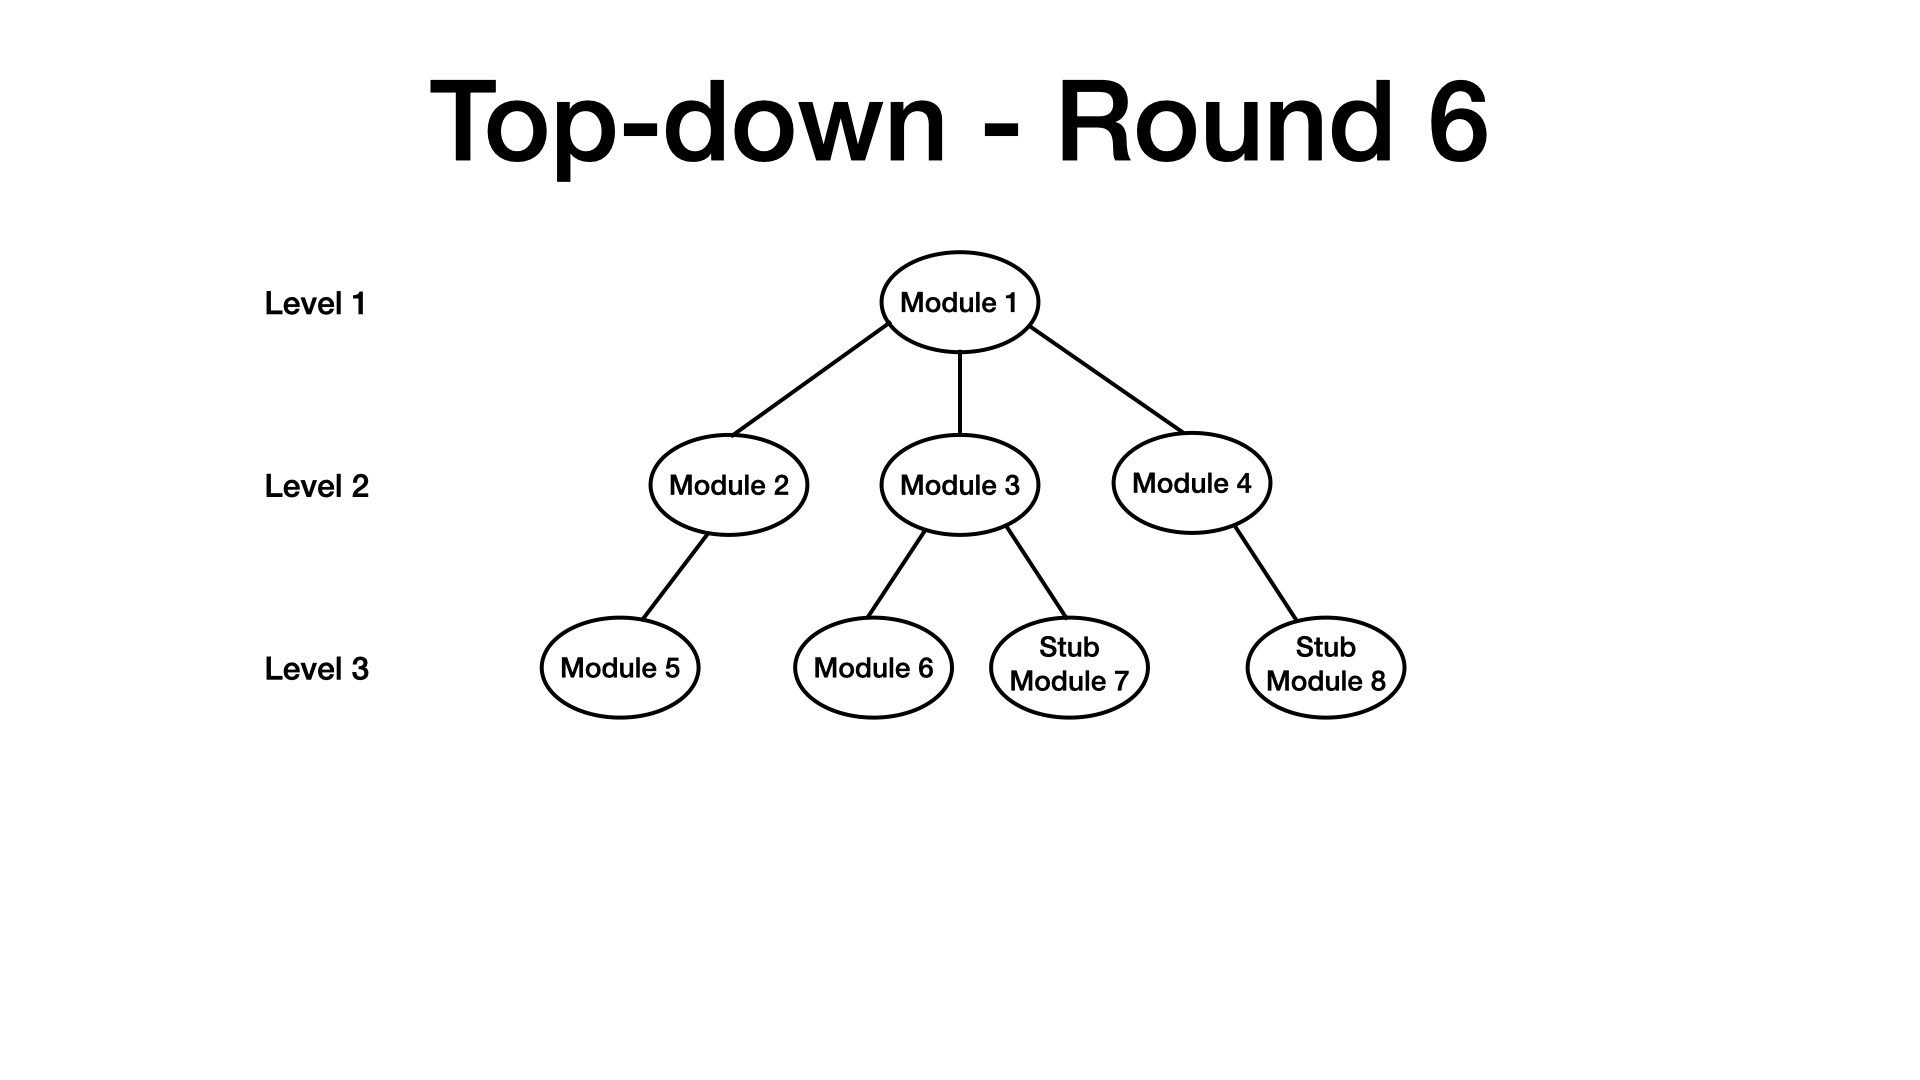 Top-down - Round 6
Level 1
Module 1
Level 2
Module 2
Module 3
Module 4
Level 3
Module 5
Module 6
Stub
Module 7
Stub
Module 8